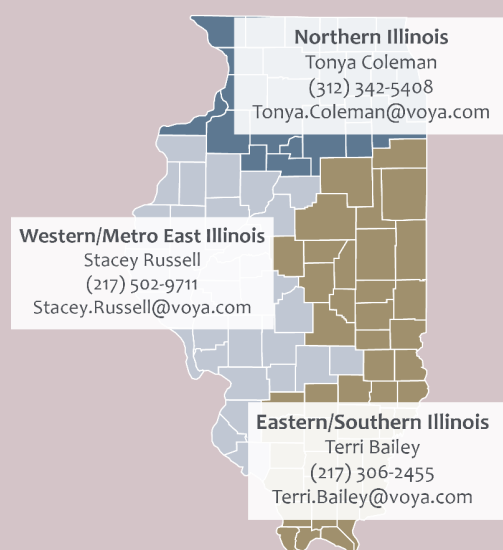 Northern Illinois
Tonya Coleman
(312) 342-5408
Tonya.Coleman@voya.com
Western/Metro East Illinois
Stacey Russell
(217) 502-9711
Stacey.Russell@voya.com
Eastern/Southern Illinois
Terri Bailey
(217) 306-2455
Terri.Bailey@voya.com